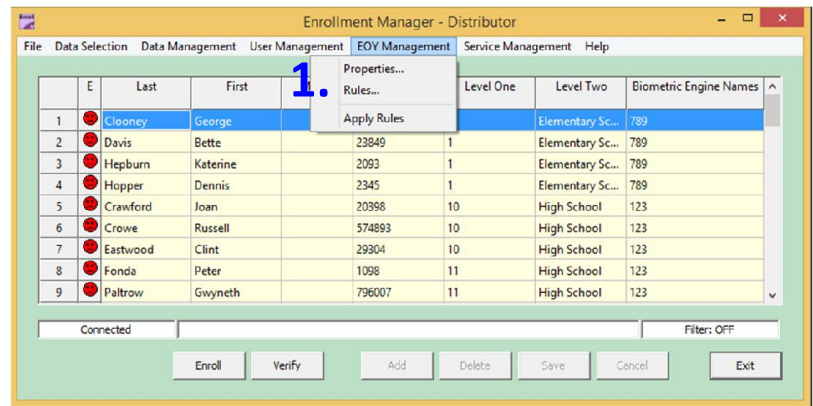 Enroll
Enrollment Manager - Distributor
File Data Selection Data Management User Management EOY Management Service Management Help
1.
Properties...
Rules...
Apply Rules
E Last First Level One Level Two Biometric Engine Names
1 Clooney George Elementary Sc... 789
2 Davis Bette 23849 1 Elementary Sc... 789
3 Hepburn Katerine 2093 1 Elementary Sc... 789
4 Hopper Dennis 2345 1 Elementary Sc... 789
5 Crawford Joan 20398 10 High School 123
6 Crowe Russell 574893 10 High School 123
7 Eastwood Clint 29304 10 High School 123
8 Fonda Peter 1098 11 High School 123
9 Paltrow Gwyneth 796007 11 High School 123
Connected Filter: OFF
Enroll Verify Add Delete Save Cancel Exit